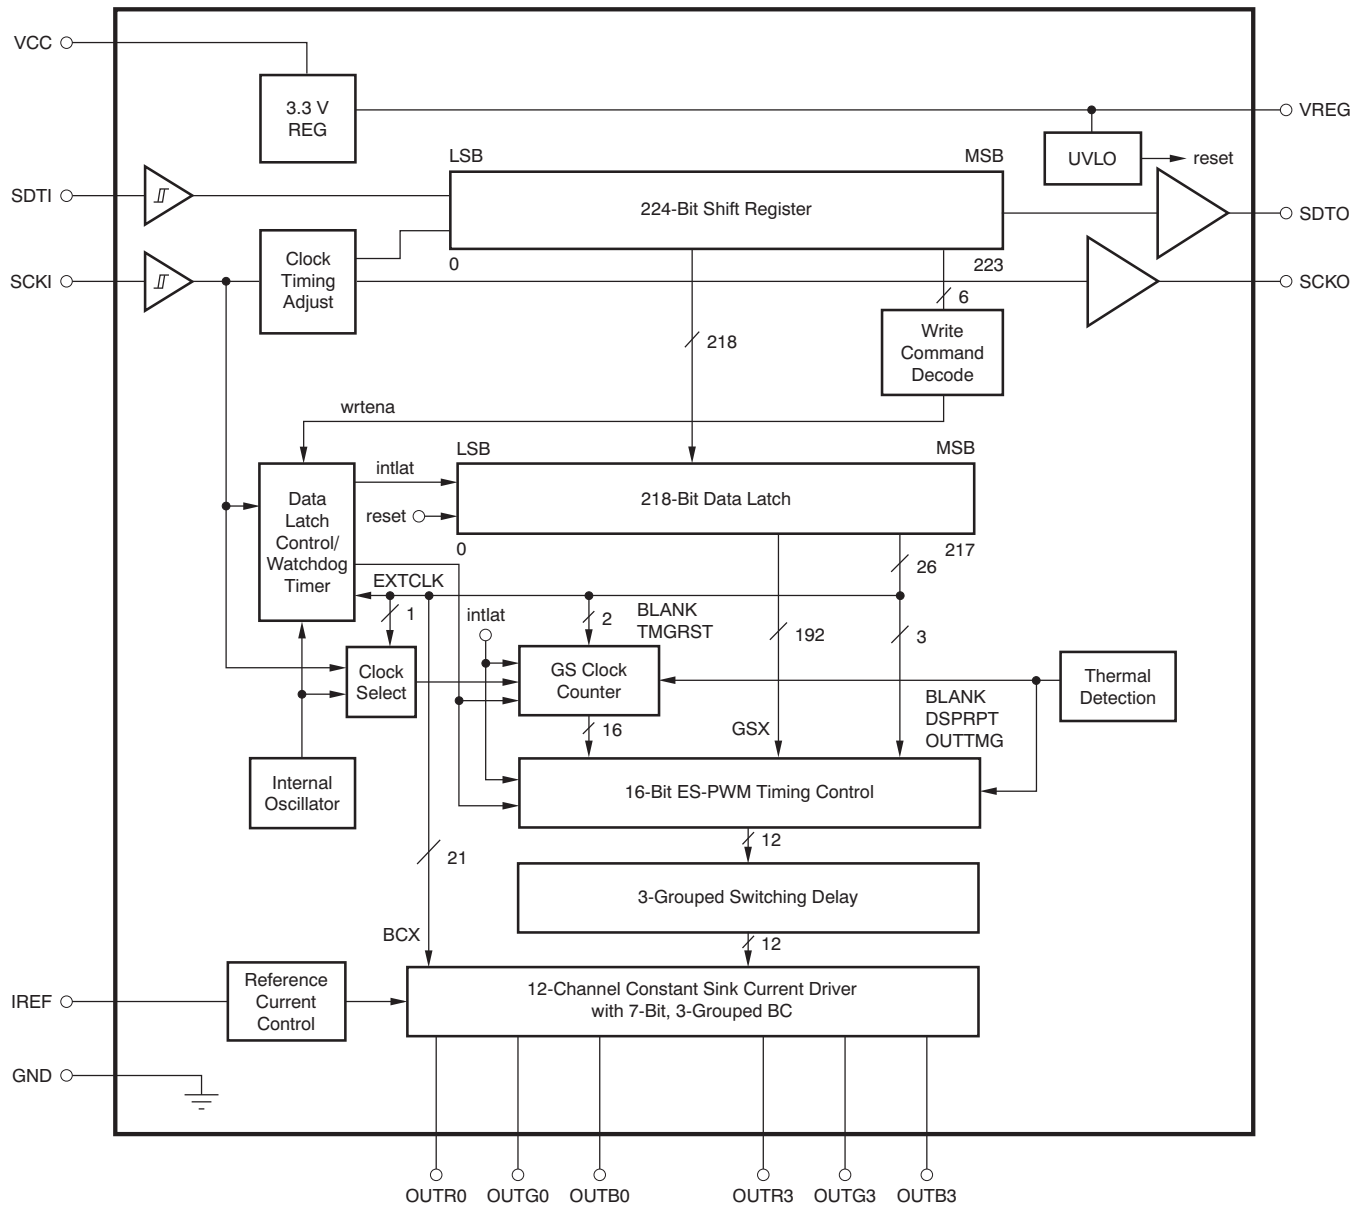 VCC
3.3 V
REG
VREG
UVLO
reset
LSB
MSB
SDTI
224-Bit Shift Register
SDTO
SCKI
Clock
Timing
Adjust
0
223
SCKO
6
218
Write
Command
Decode
wrtena
LSB
MSB
intlat
Data
Latch
Control/
Watchdog
Timer
218-Bit Data Latch
reset
0
217
26
EXTCLK
1
intlat
2
BLANK
TMGRST
192
3
Clock
Select
GS Clock
Counter
Thermal
Detection
16
GSX
BLANK
DSPRPT
OUTTMG
Internal
Oscillator
16-Bit ES-PWM Timing Control
12
21
3-Grouped Switching Delay
BCX
12
IREF
Reference
Current
Control
12-Channel Constant Sink Current Driver
with 7-Bit, 3-Grouped BC
GND
OUTR0
OUTG0
OUTB0
OUTR3
OUTG3
OUTB3